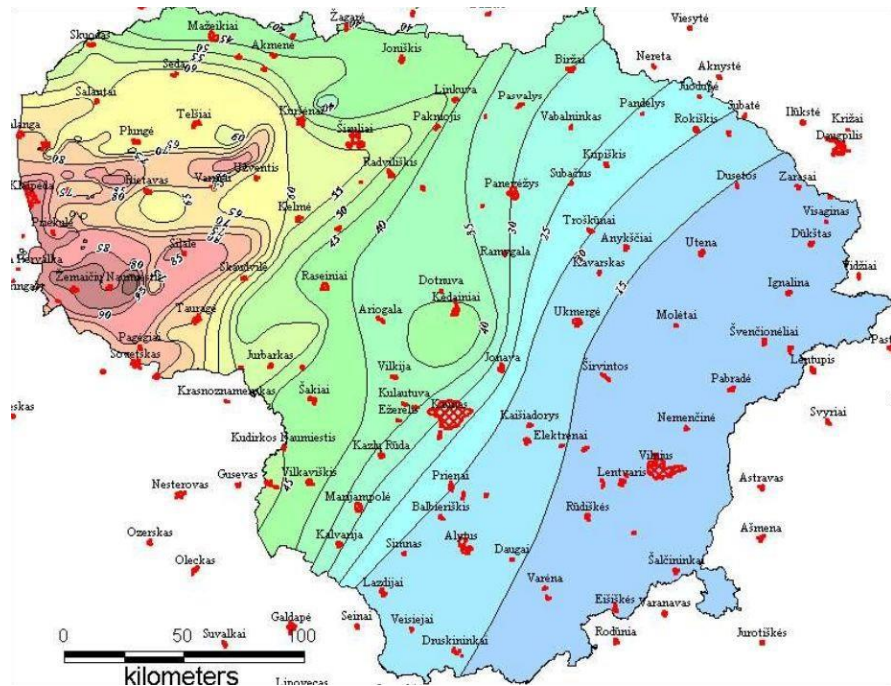 Skuodas
Mažeikiai
Žagarė
Viesytė
Akmenė
Joniškis
Biržai
Nereta
Seda
Aknystė
Salantai
Linkuva
Pasvalys
Pandėlys
Juodupė
Subatė
Ilūkstė
Križai
Telšiai
Kuršėnai
Vabalninkas
Rokiškis
Daugpilis
Plungė
Šiauliai
Radviliškis
Kupiškis
Rietavas
Varniai
Užventis
Panevėžys
Subačius
Dusetos
Zarasai
Priekulė
Kelmė
Troškūnai
Visaginas
Anykščiai
Dūkštas
Šilalė
Ramygala
Utena
Kavarskas
Žemaičių Naumiestis
Skaudvilė
Raseiniai
Dotnuva
Kėdainiai
Ignalina
Tauragė
Ariogala
Ukmergė
Molėtai
Pagėgiai
Sovetskas
Švenčionėliai
Jurbarkas
Jonava
Vilkija
Širvintos
Lentupis
Krasnoznamenskas
Šakiai
Kulautuva
Pabradė
Kaunas
Ežerėlis
Kaišiadorys
Nemenčinė
Svyriai
Kudirkos Naumiestis
Kazlų Rūda
Elektrėnai
Vilnius
Nesterovas
Gusevas
Vilkaviškis
Prienai
Lentvaris
Astravas
Marijampolė
Balbieriškis
Rūdiškės
Ozerskas
Kalvarija
Simnas
Alytus
Ašmena
Oleckas
Daugai
Šalčininkai
Lazdijai
Varėna
Eišiškės
Varanavas
Galdapė
Seinai
Veisiejai
Suvalkai
Druskininkai
Rodūnia
Jurotiškės
0 50 100
kilometers